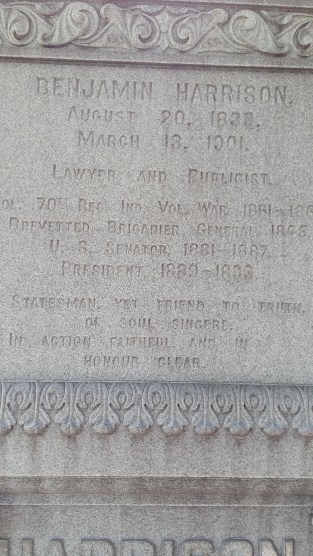 BENJAMIN HARRISON.
AUGUST 20, 1833.
MARCH 13, 1901.
LAWYER AND PUBLICIST.
COL. 70TH REG. IND. VOL. WAR 1861-186
BREVETTED BRIGADIER GENERAL 1865
U. S. SENATOR, 1881-1887.
PRESIDENT, 1889-1893.
STATESMAN, YET FRIEND TO TRUTH,
OF SOUL SINCERE,
IN ACTION FAITHFUL AND IN
HONOUR CLEAR.
HARRISON